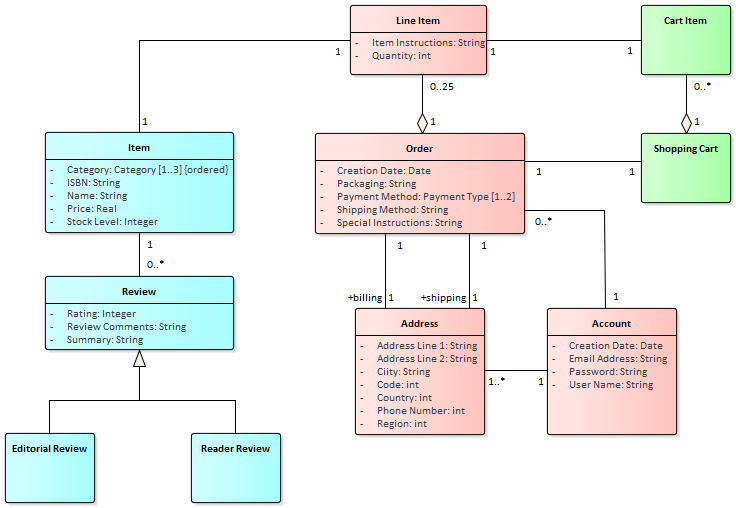 Line Item
- Item Instructions: String
- Quantity: int
Cart Item
1
1
1
0..25
0..*
1
1
1
Item
- Category: Category [1..3] {ordered}
- ISBN: String
- Name: String
- Price: Real
- Stock Level: Integer
Order
- Creation Date: Date
- Packaging: String
- Payment Method: Payment Type [1..2]
- Shipping Method: String
- Special Instructions: String
Shopping Cart
1
1
0..*
1
0..*
1
1
Review
- Rating: Integer
- Review Comments: String
- Summary: String
+billing 1
+shipping 1
1
Address
- Address Line 1: String
- Address Line 2: String
- Ciity: String
- Code: int
- Country: int
- Phone Number: int
- Region: int
Account
- Creation Date: Date
- Email Address: String
- Password: String
- User Name: String
1..*
1
Editorial Review
Reader Review